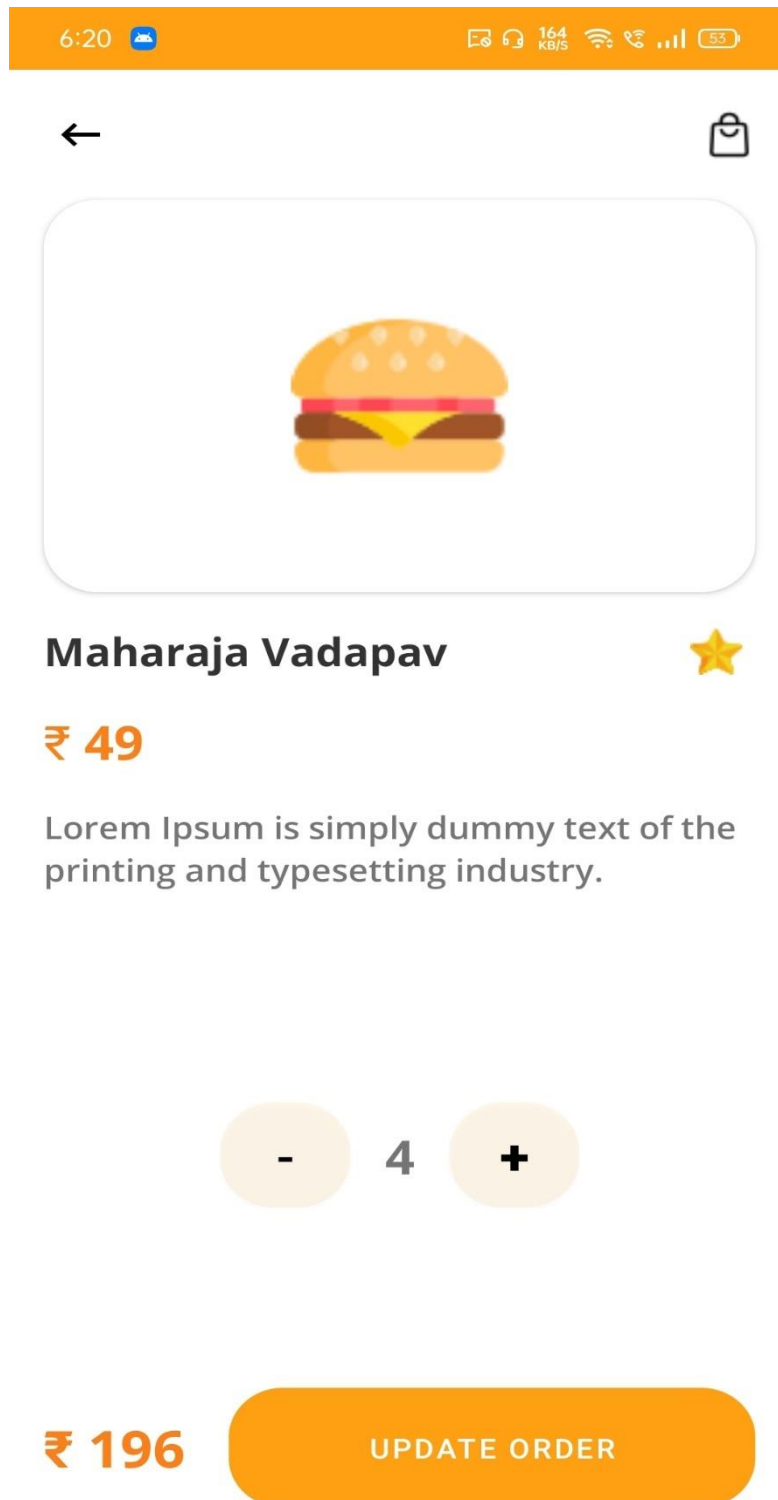 6:20
164
KB/S
53
Maharaja Vadapav
₹ 49
Lorem Ipsum is simply dummy text of the
printing and typesetting industry.
- 4 +
₹ 196 UPDATE ORDER